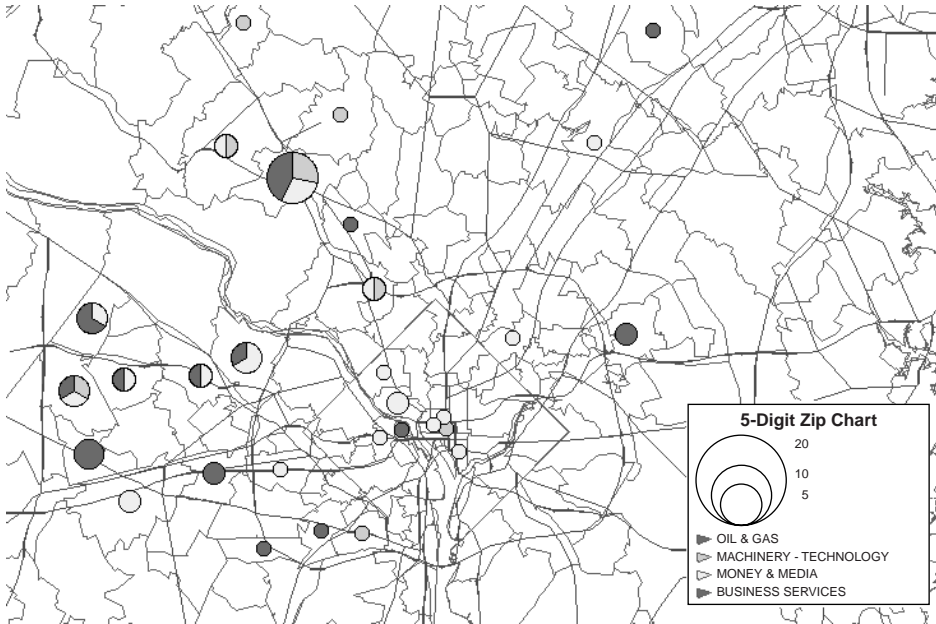 5-Digit Zip Chart
20
10
5
OIL & GAS
MACHINERY - TECHNOLOGY
MONEY & MEDIA
BUSINESS SERVICES